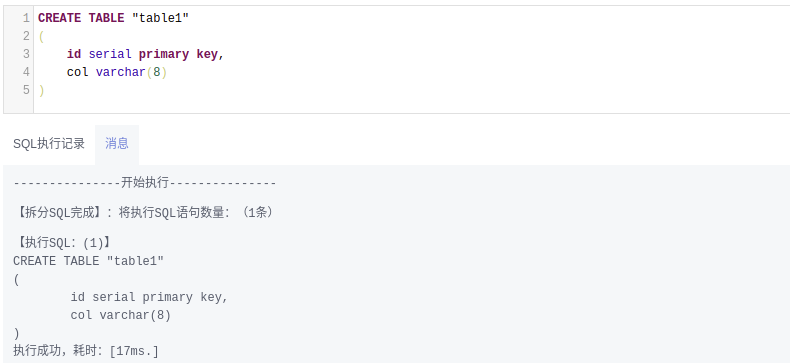 1 CREATE TABLE "table1"
2 (
3     id serial primary key,
4     col varchar(8)
5 )
SQL执行记录 消息
---------------开始执行---------------
【拆分SQL完成】：将执行SQL语句数量：（1条）
【执行SQL：(1)】
CREATE TABLE "table1"
(
        id serial primary key,
        col varchar(8)
)
执行成功，耗时：[17ms.]